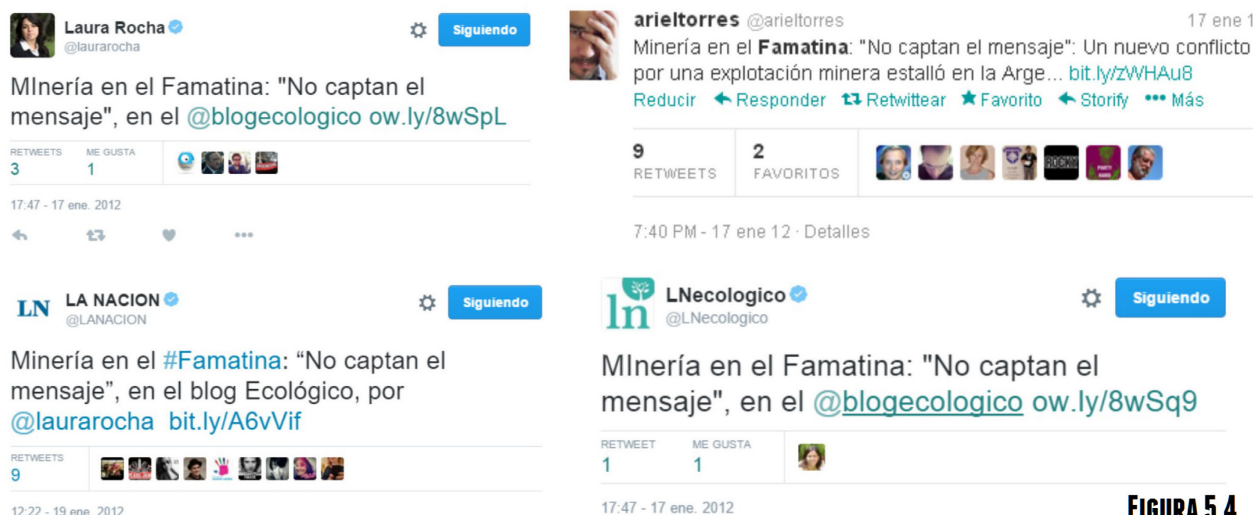 Laura Rocha
@laurarocha
Siguiendo
MInería en el Famatina: "No captan el
mensaje", en el @blogecologico ow.ly/8wSpL
RETWEETS ME GUSTA
3 1
17:47 - 17 ene. 2012
arieltorres @arieltorres 17 ene 1
Minería en el Famatina: "No captan el mensaje": Un nuevo conflicto
por una explotación minera estalló en la Arge... bit.ly/zWHAu8
Reducir Responder Retwittear Favorito Storify Más
9 2
RETWEETS FAVORITOS
7:40 PM - 17 ene 12 · Detalles
LN
LA NACION
@LANACION
Siguiendo
Minería en el #Famatina: “No captan el
mensaje”, en el blog Ecológico, por
@laurarocha bit.ly/A6vVif
RETWEETS
9
12:22 - 19 ene. 2012
ln
LNecologico
@LNecologico
Siguiendo
MInería en el Famatina: "No captan el
mensaje", en el @blogecologico ow.ly/8wSq9
RETWEET ME GUSTA
1 1
17:47 - 17 ene. 2012
FIGURA 5.4